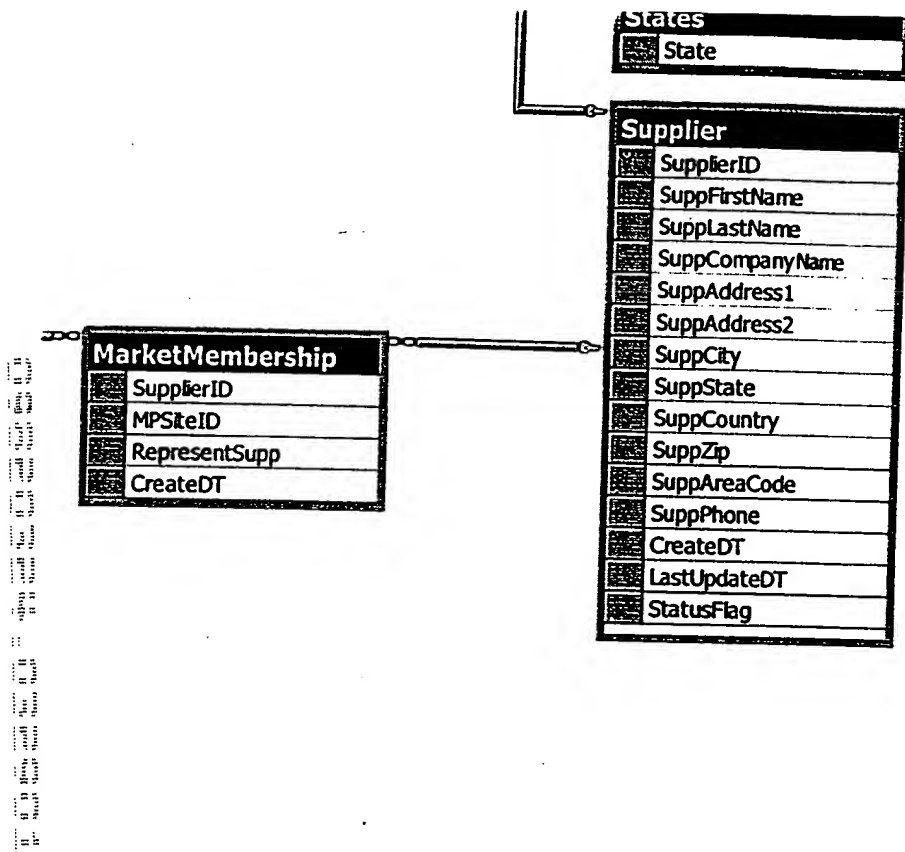 States
State
Supplier
SupplierID
SuppFirstName
SuppLastName
SuppCompanyName
SuppAddress1
SuppAddress2
SuppCity
SuppState
SuppCountry
SuppZip
SuppAreaCode
SuppPhone
CreateDT
LastUpdateDT
StatusFlag
MarketMembership
SupplierID
MPSiteID
RepresentSupp
CreateDT